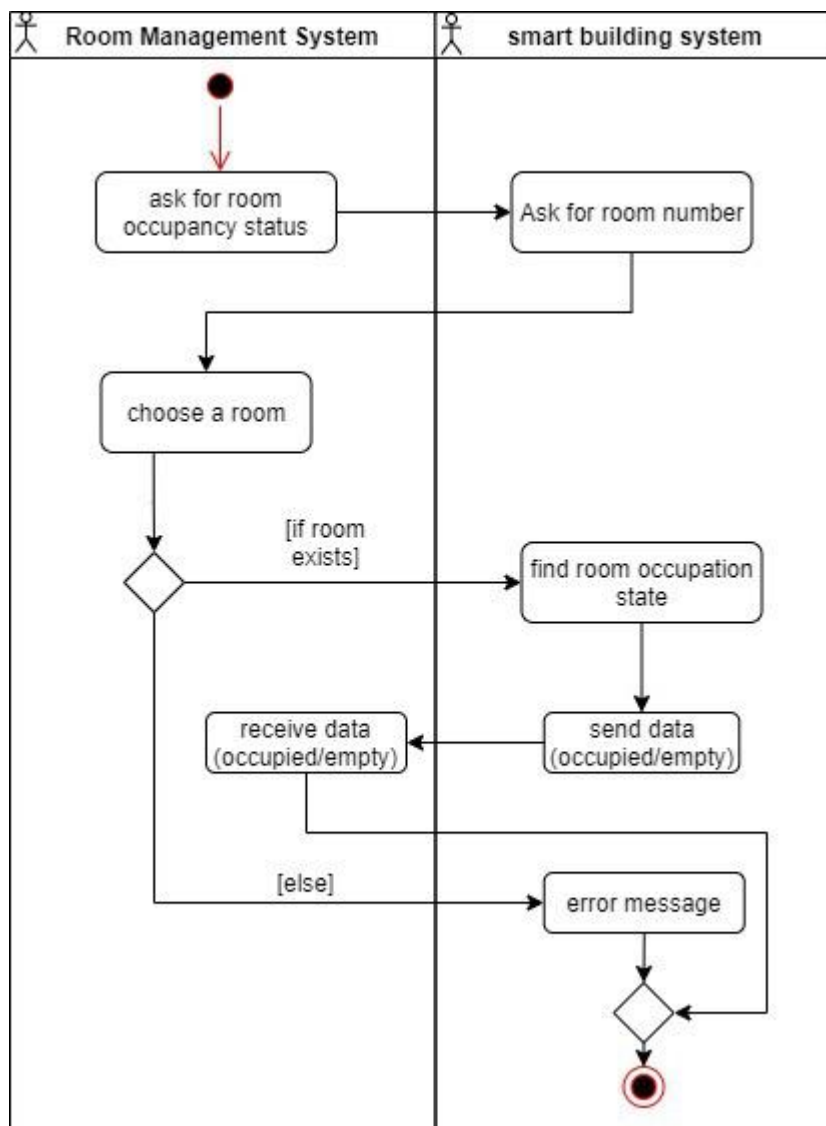 Room Management System
smart building system
ask for room
occupancy status
Ask for room number
choose a room
[if room
exists]
find room occupation
state
receive data
(occupied/empty)
send data
(occupied/empty)
[else]
error message